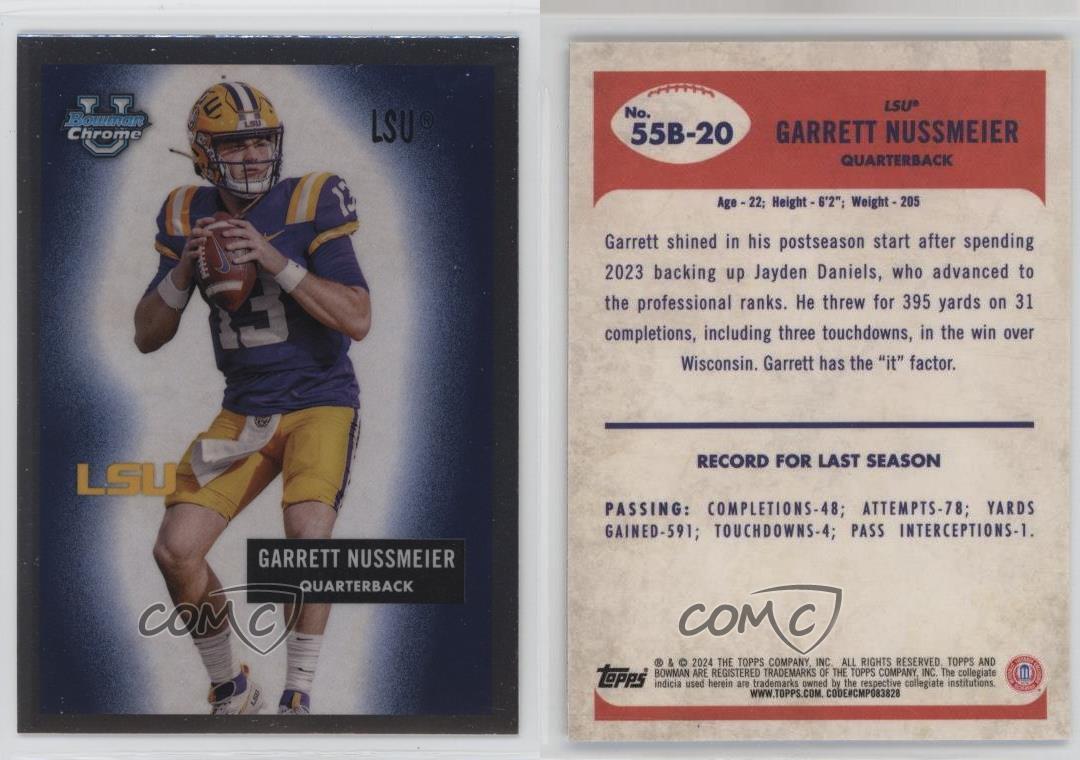 U
Bowman
Chrome
LSU®
LSU
13
13
LSU
GARRETT NUSSMEIER
QUARTERBACK
COMC
No.
55B-20
LSU®
GARRETT NUSSMEIER
QUARTERBACK
Age - 22; Height - 6'2"; Weight - 205
Garrett shined in his postseason start after spending
2023 backing up Jayden Daniels, who advanced to
the professional ranks. He threw for 395 yards on 31
completions, including three touchdowns, in the win over
Wisconsin. Garrett has the “it” factor.
RECORD FOR LAST SEASON
PASSING: COMPLETIONS-48; ATTEMPTS-78; YARDS
GAINED-591; TOUCHDOWNS-4; PASS INTERCEPTIONS-1.
COMC
Topps
® & © 2024 THE TOPPS COMPANY, INC. ALL RIGHTS RESERVED. TOPPS AND
BOWMAN ARE REGISTERED TRADEMARKS OF THE TOPPS COMPANY, INC. The collegiate
indicia used herein are trademarks owned by the respective collegiate institutions.
WWW.TOPPS.COM. CODE#CMP083828